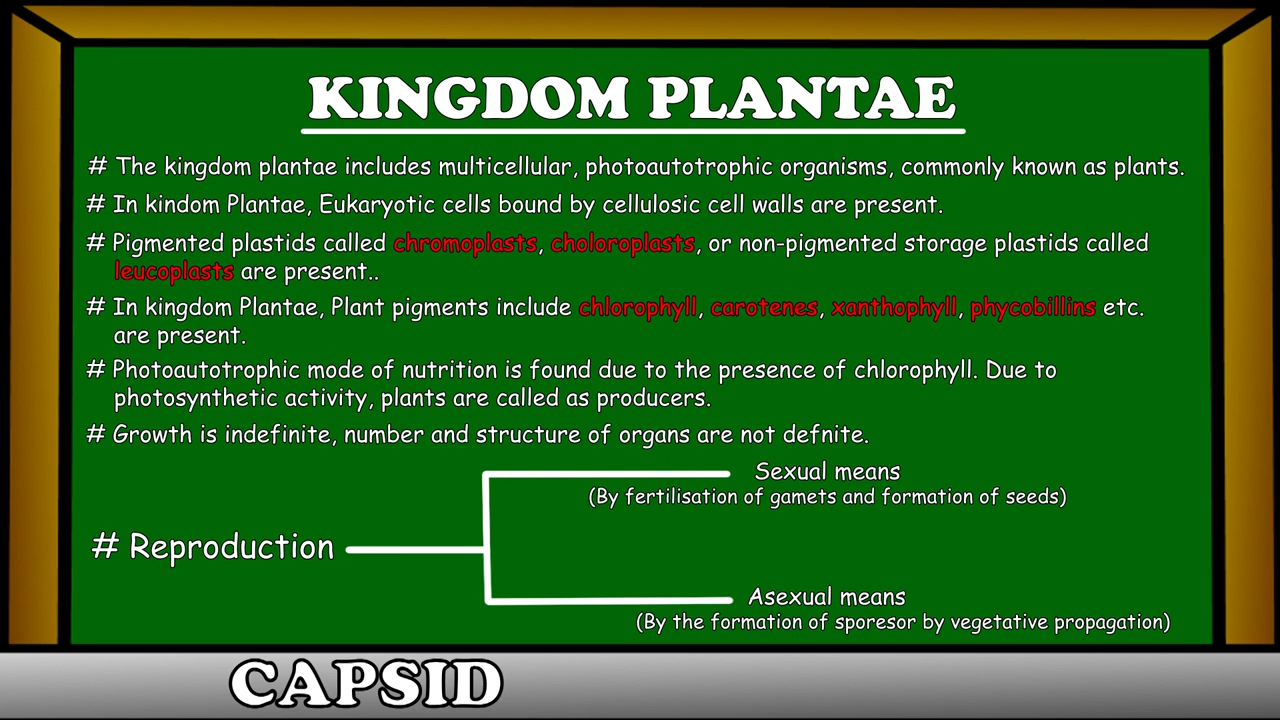 KINGDOM PLANTAE
# The kingdom plantae includes multicellular, photoautotrophic organisms, commonly known as plants.
# In kindom Plantae, Eukaryotic cells bound by cellulosic cell walls are present.
# Pigmented plastids called chromoplasts, choloroplasts, or non-pigmented storage plastids called
leucoplasts are present..
# In kingdom Plantae, Plant pigments include chlorophyll, carotenes, xanthophyll, phycobillins etc.
are present.
# Photoautotrophic mode of nutrition is found due to the presence of chlorophyll. Due to
photosynthetic activity, plants are called as producers.
# Growth is indefinite, number and structure of organs are not defnite.
Sexual means
(By fertilisation of gamets and formation of seeds)
# Reproduction
Asexual means
(By the formation of sporesor by vegetative propagation)
CAPSID